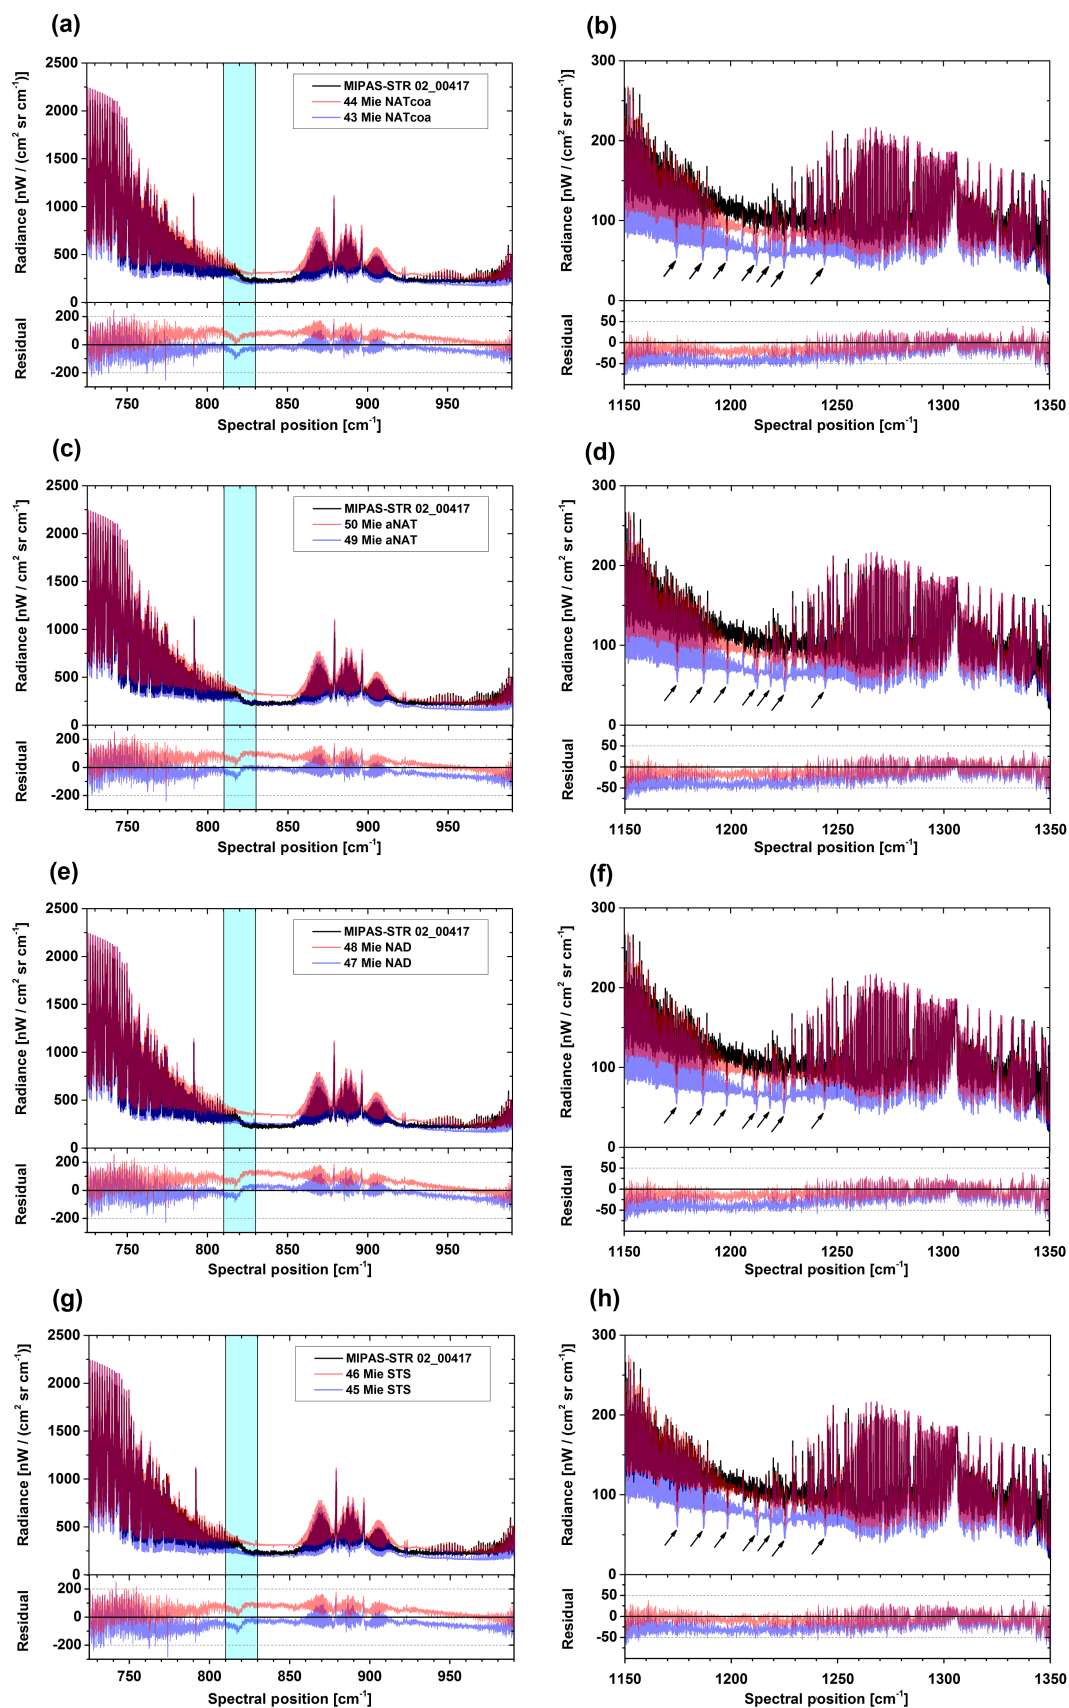 (a)
2500
2000
1500
1000
500
0
Radiance [nW / (cm² sr cm⁻¹)]
MIPAS-STR 02_00417
44 Mie NATcoa
43 Mie NATcoa
200
0
-200
Residual
750 800 850 900 950
Spectral position [cm⁻¹]
(b)
300
200
100
0
Radiance [nW / (cm² sr cm⁻¹)]
50
0
-50
Residual
1150 1200 1250 1300 1350
Spectral position [cm⁻¹]
(c)
2500
2000
1500
1000
500
0
Radiance [nW / cm² sr cm⁻¹)]
MIPAS-STR 02_00417
50 Mie aNAT
49 Mie aNAT
200
0
-200
Residual
750 800 850 900 950
Spectral position [cm⁻¹]
(d)
300
200
100
0
Radiance [nW / cm² sr cm⁻¹)]
50
0
-50
Residual
1150 1200 1250 1300 1350
Spectral position [cm⁻¹]
(e)
2500
2000
1500
1000
500
0
Radiance [nW / cm² sr cm⁻¹)]
MIPAS-STR 02_00417
48 Mie NAD
47 Mie NAD
200
0
-200
Residual
750 800 850 900 950
Spectral position [cm⁻¹]
(f)
300
200
100
0
Radiance [nW / cm² sr cm⁻¹)]
50
0
-50
Residual
1150 1200 1250 1300 1350
Spectral position [cm⁻¹]
(g)
2500
2000
1500
1000
500
0
Radiance [nW / (cm² sr cm⁻¹)]
MIPAS-STR 02_00417
46 Mie STS
45 Mie STS
200
0
-200
Residual
750 800 850 900 950
Spectral position [cm⁻¹]
(h)
300
200
100
0
Radiance [nW / (cm² sr cm⁻¹)]
50
0
-50
Residual
1150 1200 1250 1300 1350
Spectral position [cm⁻¹]